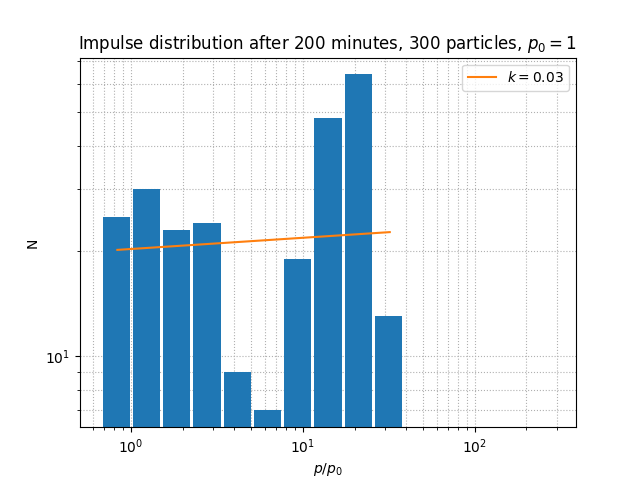 Impulse distribution after 200 minutes, 300 particles, $p_0 = 1$
$k = 0.03$
N
$10^1$
$10^0$ $10^1$ $10^2$
$p/p_0$